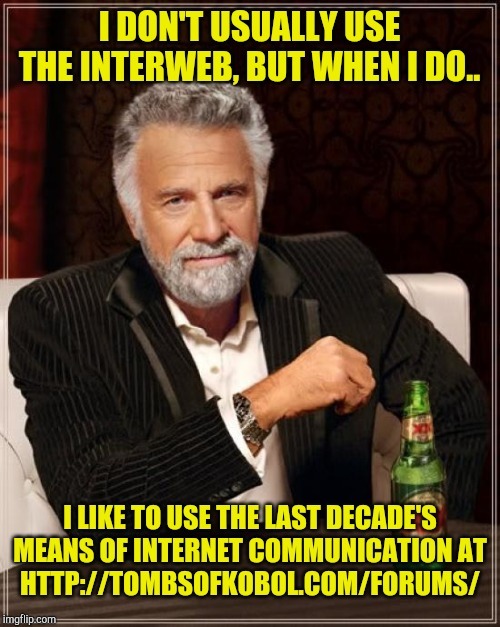 I DON'T USUALLY USE
THE INTERWEB, BUT WHEN I DO..
XX
I LIKE TO USE THE LAST DECADE'S
MEANS OF INTERNET COMMUNICATION AT
HTTP://TOMBSOFKOBOL.COM/FORUMS/
imgflip.com